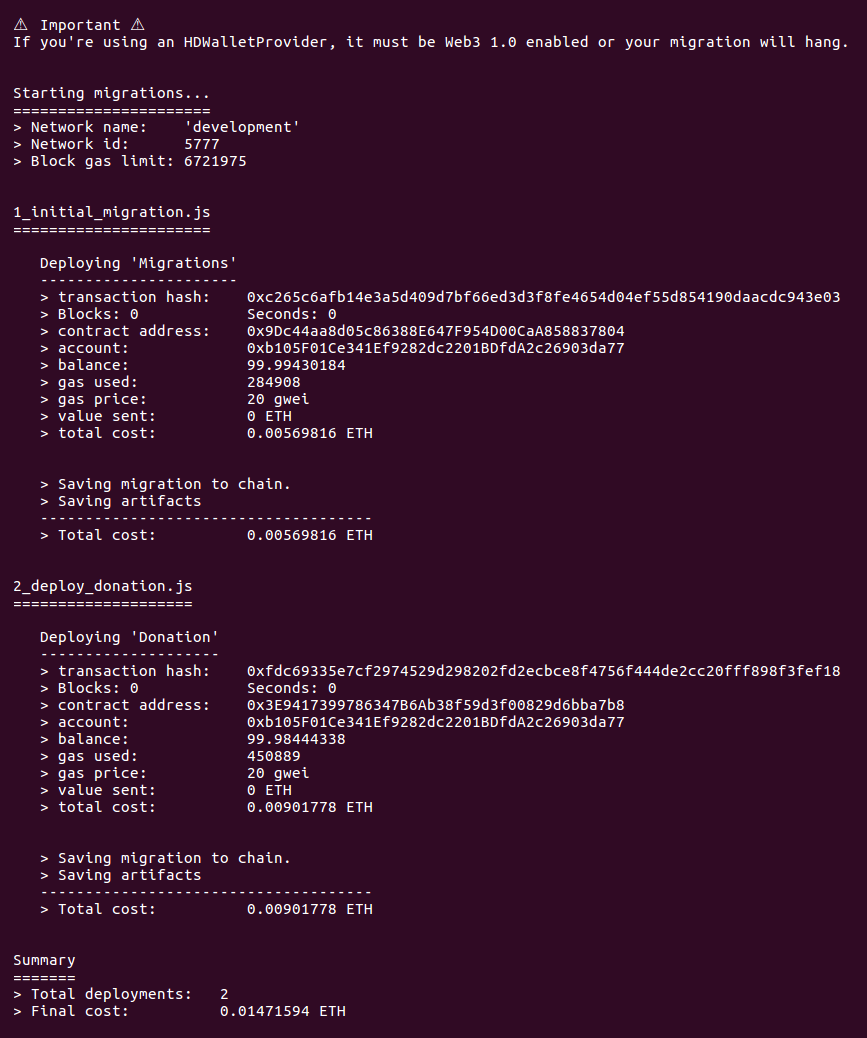 ⚠ Important ⚠
If you're using an HDWalletProvider, it must be Web3 1.0 enabled or your migration will hang.
Starting migrations...
======================
> Network name:    'development'
> Network id:      5777
> Block gas limit: 6721975
1_initial_migration.js
======================
   Deploying 'Migrations'
   ----------------------
   > transaction hash:    0xc265c6afb14e3a5d409d7bf66ed3d3f8fe4654d04ef55d854190daacdc943e03
   > Blocks: 0            Seconds: 0
   > contract address:    0x9Dc44aa8d05c86388E647F954D00CaA858837804
   > account:             0xb105F01Ce341Ef9282dc2201BDfdA2c26903da77
   > balance:             99.99430184
   > gas used:            284908
   > gas price:           20 gwei
   > value sent:          0 ETH
   > total cost:          0.00569816 ETH
   > Saving migration to chain.
   > Saving artifacts
   -------------------------------------
   > Total cost:          0.00569816 ETH
2_deploy_donation.js
====================
   Deploying 'Donation'
   --------------------
   > transaction hash:    0xfdc69335e7cf2974529d298202fd2ecbce8f4756f444de2cc20fff898f3fef18
   > Blocks: 0            Seconds: 0
   > contract address:    0x3E9417399786347B6Ab38f59d3f00829d6bba7b8
   > account:             0xb105F01Ce341Ef9282dc2201BDfdA2c26903da77
   > balance:             99.98444338
   > gas used:            450889
   > gas price:           20 gwei
   > value sent:          0 ETH
   > total cost:          0.00901778 ETH
   > Saving migration to chain.
   > Saving artifacts
   -------------------------------------
   > Total cost:          0.00901778 ETH
Summary
=======
> Total deployments:   2
> Final cost:          0.01471594 ETH